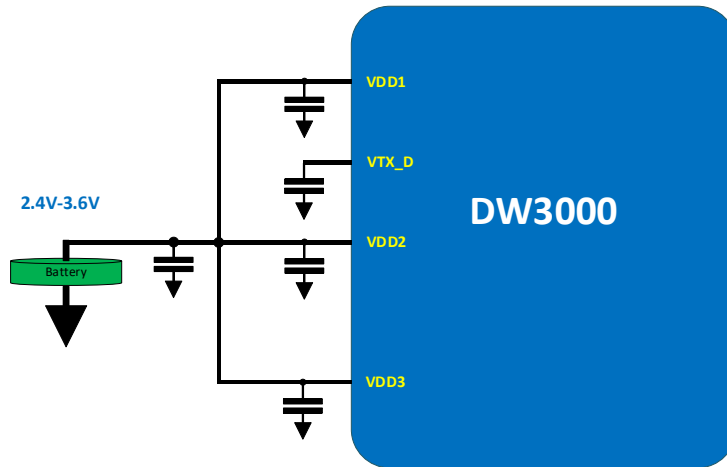 VDD1
VTX_D
2.4V-3.6V
DW3000
VDD2
Battery
VDD3